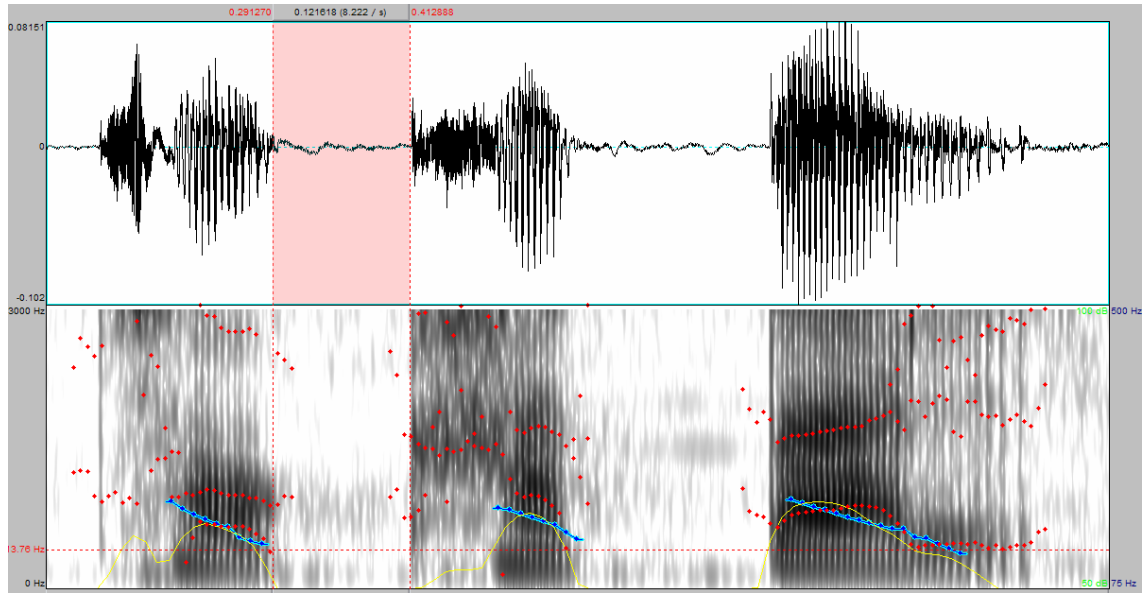 0.291270 0.121618 (8.222 / s) 0.412888
0.08151
0
-0.102
3000 Hz 100 dB 500 Hz
13.76 Hz
0 Hz 50 dB 75 Hz